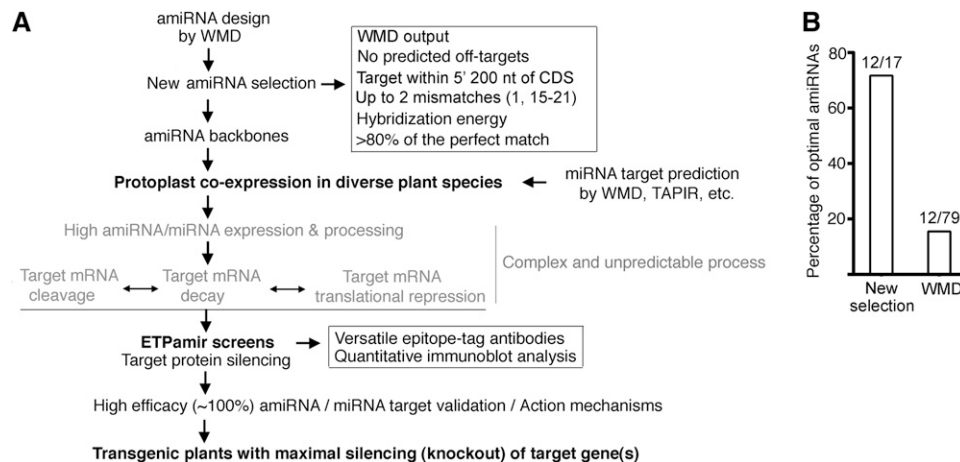 A
amiRNA design
by WMD
New amiRNA selection
WMD output
No predicted off-targets
Target within 5' 200 nt of CDS
Up to 2 mismatches (1, 15-21)
Hybridization energy
>80% of the perfect match
amiRNA backbones
Protoplast co-expression in diverse plant species
miRNA target prediction
by WMD, TAPIR, etc.
High amiRNA/miRNA expression & processing
Target mRNA
cleavage
Target mRNA
decay
Target mRNA
translational repression
Complex and unpredictable process
ETPamir screens
Target protein silencing
Versatile epitope-tag antibodies
Quantitative immunoblot analysis
High efficacy (~100%) amiRNA / miRNA target validation / Action mechanisms
Transgenic plants with maximal silencing (knockout) of target gene(s)
B
Percentage of optimal amiRNAs
80
60
40
20
12/17
12/79
New
selection
WMD